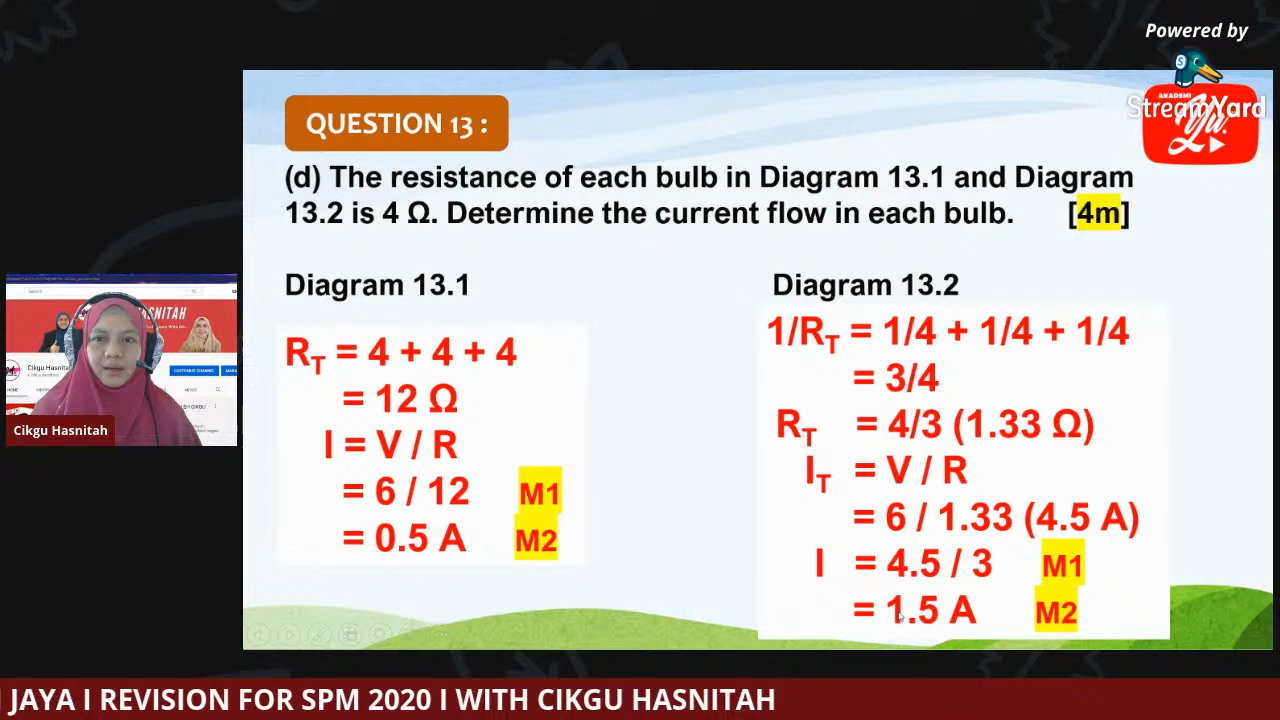 Powered by
StreamYard
AKADEMI
QUESTION 13 :
(d) The resistance of each bulb in Diagram 13.1 and Diagram
13.2 is 4 Ω. Determine the current flow in each bulb. [4m]
Diagram 13.1
R_T = 4 + 4 + 4
= 12 Ω
I = V / R
= 6 / 12 M1
= 0.5 A M2
Diagram 13.2
1/R_T = 1/4 + 1/4 + 1/4
= 3/4
R_T = 4/3 (1.33 Ω)
I_T = V / R
= 6 / 1.33 (4.5 A)
I = 4.5 / 3 M1
= 1.5 A M2
HASNITAH
Cikgu Hasnitah
JAYA I REVISION FOR SPM 2020 I WITH CIKGU HASNITAH